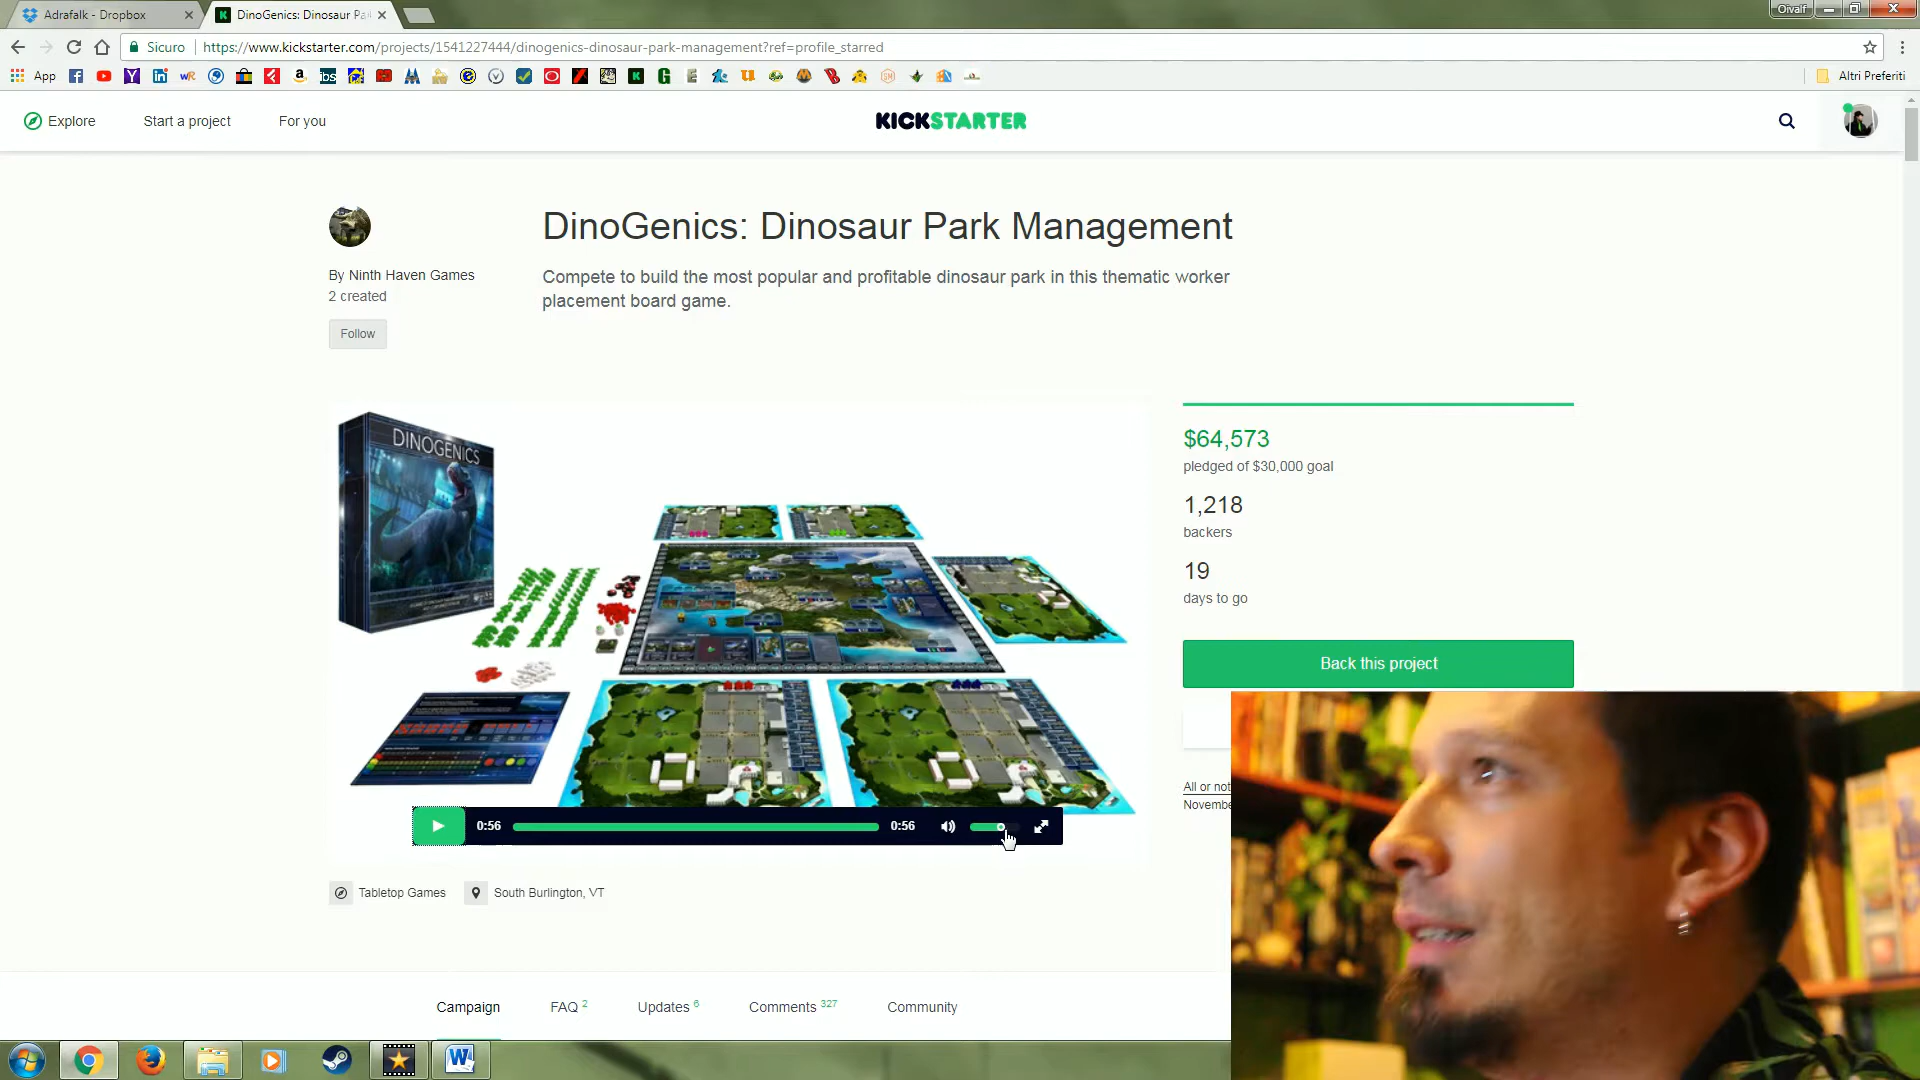 Adrafalk - Dropbox
DinoGenics: Dinosaur Pa
Oivalf
Sicuro
https://www.kickstarter.com/projects/1541227444/dinogenics-dinosaur-park-management?ref=profile_starred
App
Altri Preferiti
Explore
Start a project
For you
KICKSTARTER
DinoGenics: Dinosaur Park Management
By Ninth Haven Games
2 created
Follow
Compete to build the most popular and profitable dinosaur park in this thematic worker
placement board game.
DINOGENICS
$64,573
pledged of $30,000 goal
1,218
backers
19
days to go
Back this project
All or not
Novembe
0:56
0:56
Tabletop Games
South Burlington, VT
Campaign
FAQ 2
Updates 6
Comments 327
Community